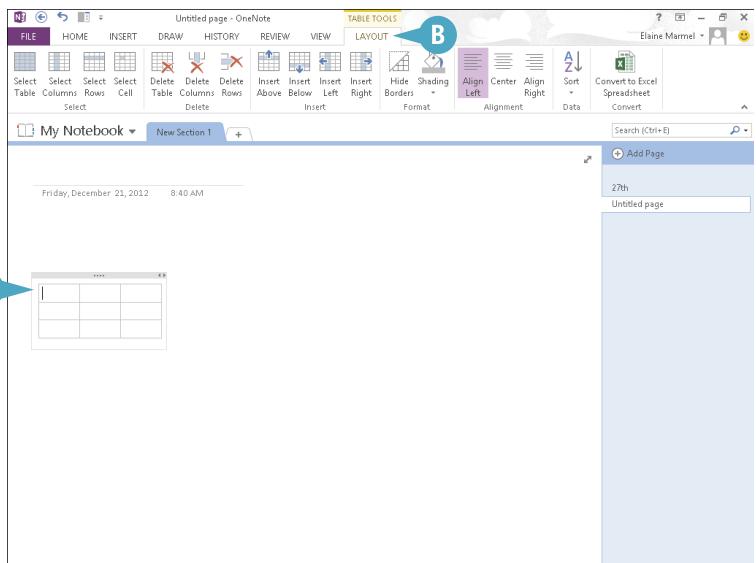 Untitled page - OneNote
TABLE TOOLS
?
FILE HOME INSERT DRAW HISTORY REVIEW VIEW LAYOUT
B
Elaine Marmel
Select Table
Select Columns
Select Rows
Select Cell
Select
Delete Table
Delete Columns
Delete Rows
Delete
Insert Above
Insert Below
Insert Left
Insert Right
Insert
Hide Borders
Shading
Format
Align Left
Center
Align Right
Alignment
Sort
Data
Convert to Excel Spreadsheet
Convert
My Notebook
New Section 1
+
Search (Ctrl+E)
Add Page
27th
Untitled page
Friday, December 21, 2012 8:40 AM